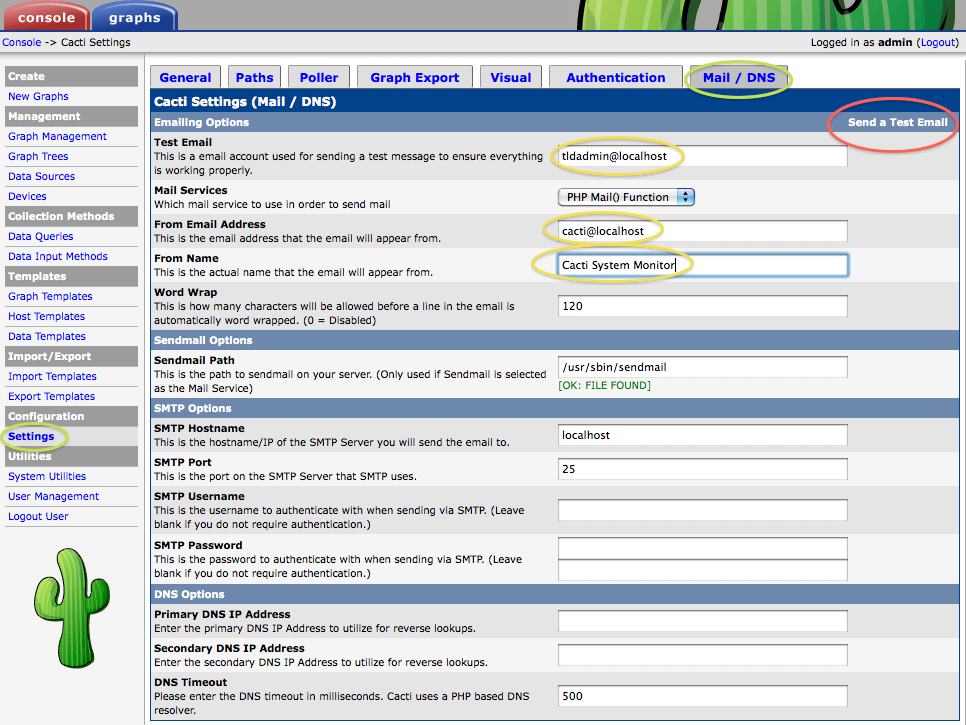 console
graphs
Console -> Cacti Settings
Logged in as admin (Logout)
Create
New Graphs
Management
Graph Management
Graph Trees
Data Sources
Devices
Collection Methods
Data Queries
Data Input Methods
Templates
Graph Templates
Host Templates
Data Templates
Import/Export
Import Templates
Export Templates
Configuration
Settings
Utilities
System Utilities
User Management
Logout User
General
Paths
Poller
Graph Export
Visual
Authentication
Mail / DNS
Cacti Settings (Mail / DNS)
Emailing Options
Send a Test Email
Test Email
This is a email account used for sending a test message to ensure everything
is working properly.
tldadmin@localhost
Mail Services
Which mail service to use in order to send mail
PHP Mail() Function
From Email Address
This is the email address that the email will appear from.
cacti@localhost
From Name
This is the actual name that the email will appear from.
Cacti System Monitor
Word Wrap
This is how many characters will be allowed before a line in the email is
automatically word wrapped. (0 = Disabled)
120
Sendmail Options
Sendmail Path
This is the path to sendmail on your server. (Only used if Sendmail is selected
as the Mail Service)
/usr/sbin/sendmail
[OK: FILE FOUND]
SMTP Options
SMTP Hostname
This is the hostname/IP of the SMTP Server you will send the email to.
localhost
SMTP Port
This is the port on the SMTP Server that SMTP uses.
25
SMTP Username
This is the username to authenticate with when sending via SMTP. (Leave
blank if you do not require authentication.)
SMTP Password
This is the password to authenticate with when sending via SMTP. (Leave
blank if you do not require authentication.)
DNS Options
Primary DNS IP Address
Enter the primary DNS IP Address to utilize for reverse lookups.
Secondary DNS IP Address
Enter the secondary DNS IP Address to utilize for reverse lookups.
DNS Timeout
Please enter the DNS timeout in milliseconds. Cacti uses a PHP based DNS
resolver.
500